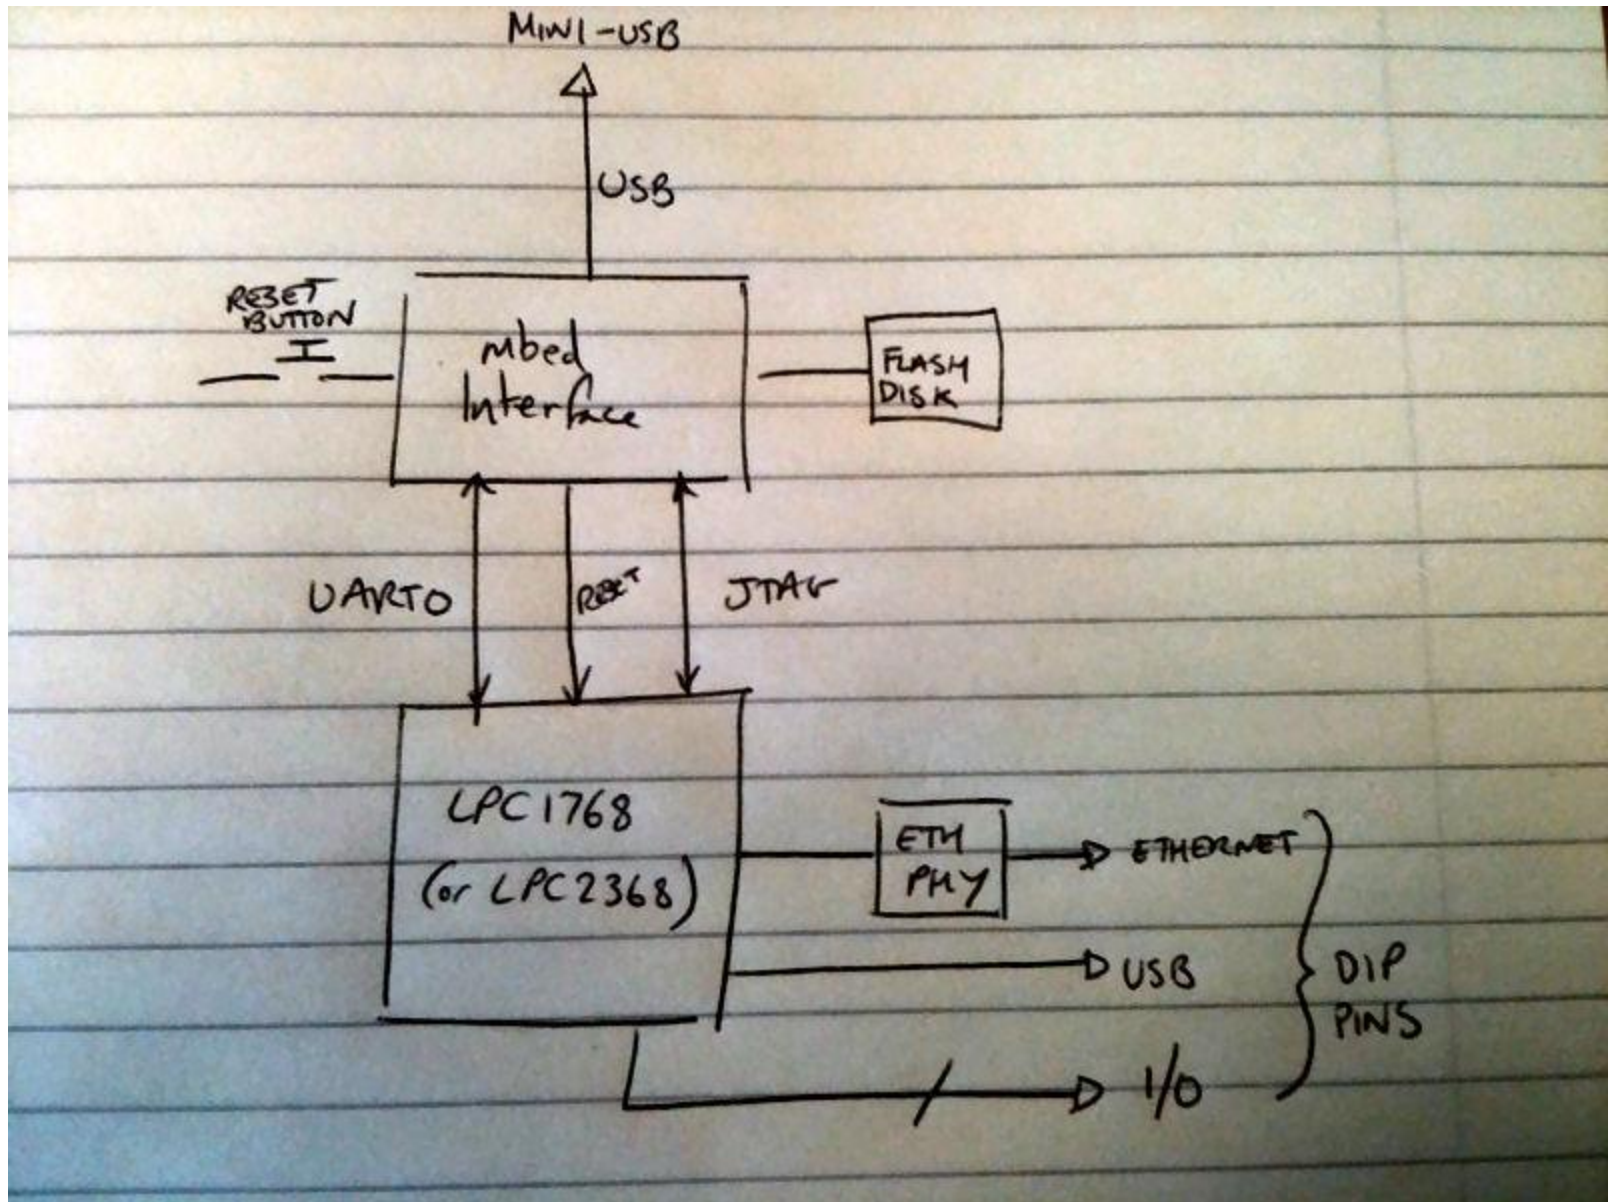 MINI-USB
USB
RESET
BUTTON
mbed
Interface
FLASH
DISK
UART0
RESET
JTAG
LPC1768
(or LPC2368)
ETH
PHY
ETHERNET
USB
DIP
PINS
I/O